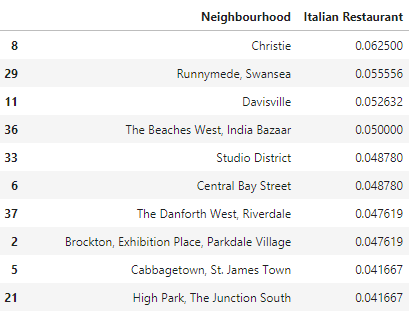 Neighbourhood Italian Restaurant
8 Christie 0.062500
29 Runnymede, Swansea 0.055556
11 Davisville 0.052632
36 The Beaches West, India Bazaar 0.050000
33 Studio District 0.048780
6 Central Bay Street 0.048780
37 The Danforth West, Riverdale 0.047619
2 Brockton, Exhibition Place, Parkdale Village 0.047619
5 Cabbagetown, St. James Town 0.041667
21 High Park, The Junction South 0.041667